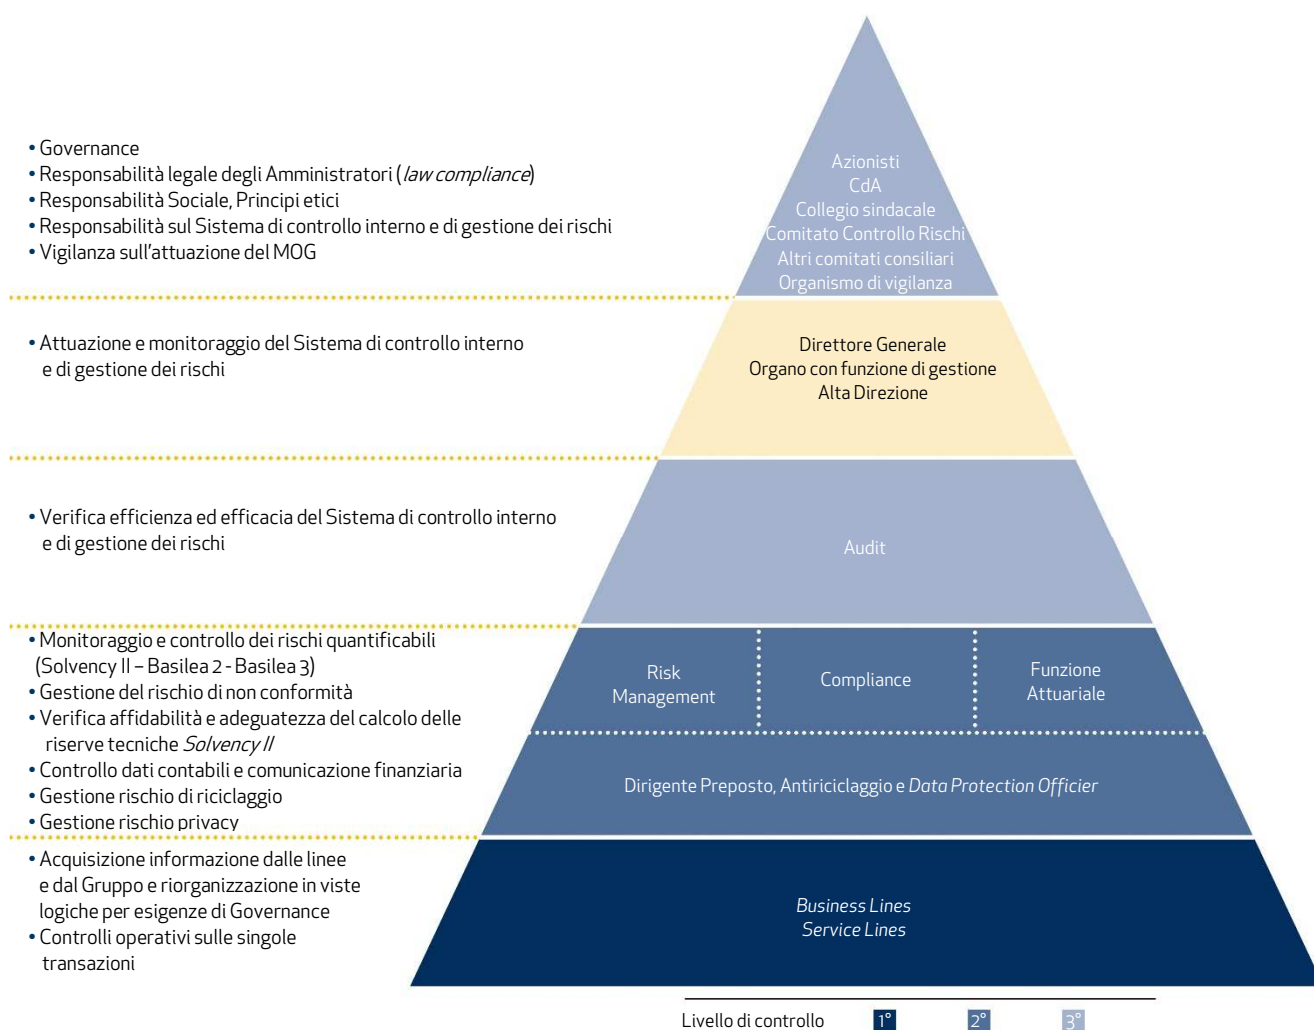 • Governance
• Responsabilità legale degli Amministratori (law compliance)
• Responsabilità Sociale, Principi etici
• Responsabilità sul Sistema di controllo interno e di gestione dei rischi
• Vigilanza sull'attuazione del MOG
Azionisti
CdA
Collegio sindacale
Comitato Controllo Rischi
Altri comitati consiliari
Organismo di vigilanza
• Attuazione e monitoraggio del Sistema di controllo interno
e di gestione dei rischi
Direttore Generale
Organo con funzione di gestione
Alta Direzione
• Verifica efficienza ed efficacia del Sistema di controllo interno
e di gestione dei rischi
Audit
• Monitoraggio e controllo dei rischi quantificabili
(Solvency II – Basilea 2 - Basilea 3)
• Gestione del rischio di non conformità
• Verifica affidabilità e adeguatezza del calcolo delle
riserve tecniche Solvency II
• Controllo dati contabili e comunicazione finanziaria
• Gestione rischio di riciclaggio
• Gestione rischio privacy
Risk
Management
Compliance
Funzione
Attuariale
Dirigente Preposto, Antiriciclaggio e Data Protection Officier
• Acquisizione informazione dalle linee
e dal Gruppo e riorganizzazione in viste
logiche per esigenze di Governance
• Controlli operativi sulle singole
transazioni
Business Lines
Service Lines
Livello di controllo 1° 2° 3°